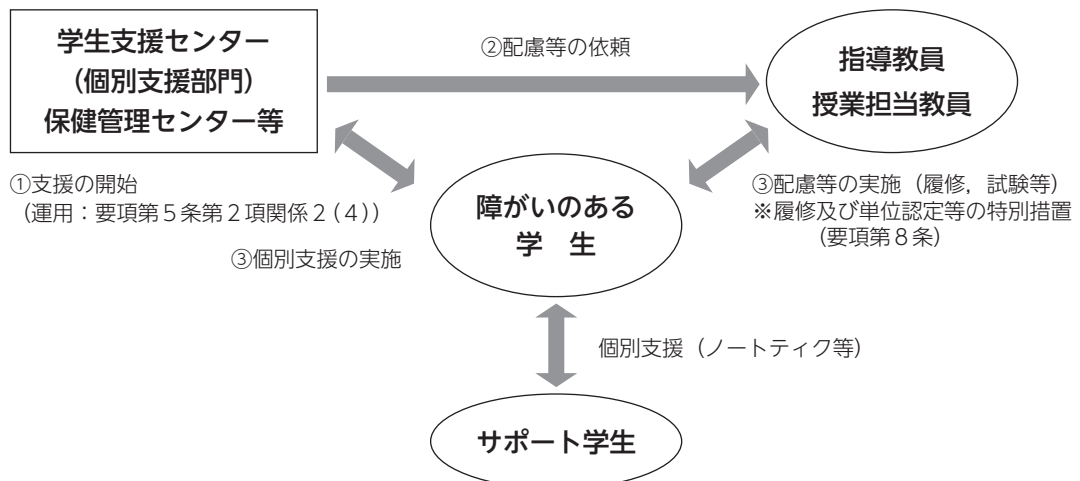 学生支援センター
(個別支援部門)
保健管理センター等
②配慮等の依頼
指導教員
授業担当教員
①支援の開始
(運用:要項第5条第2項関係2(4))
③個別支援の実施
障がいのある
学 生
③配慮等の実施(履修,試験等)
※履修及び単位認定等の特別措置
(要項第8条)
個別支援(ノートティク等)
サポート学生